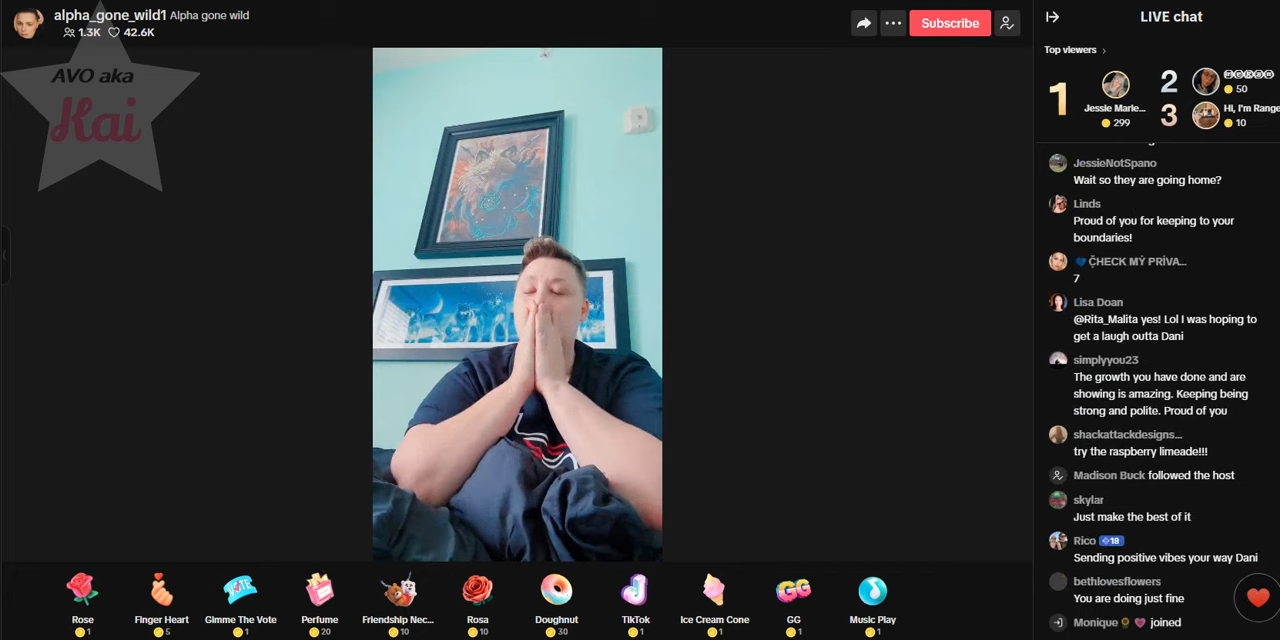 alpha_gone_wild1 Alpha gone wild
1.3K 42.6K
Subscribe
AVO aka
Kai
LIVE chat
Top viewers
1
Jessie Marie...
299
2
50
3
Hi, I'm Range
10
JessieNotSpano
Wait so they are going home?
Linds
Proud of you for keeping to your
boundaries!
ÇHECK MÝ PRÍVA...
7
Lisa Doan
@Rita_Malita yes! Lol I was hoping to
get a laugh outta Dani
simplyyou23
The growth you have done and are
showing is amazing. Keeping being
strong and polite. Proud of you
shackattackdesigns...
try the raspberry limeade!!!
Madison Buck followed the host
skylar
Just make the best of it
Rico 18
Sending positive vibes your way Dani
bethlovesflowers
You are doing just fine
Monique joined
VOTE
GG
Rose
1
Finger Heart
5
Gimme The Vote
1
Perfume
20
Friendship Nec...
10
Rosa
10
Doughnut
30
TikTok
1
Ice Cream Cone
1
GG
1
Music Play
1